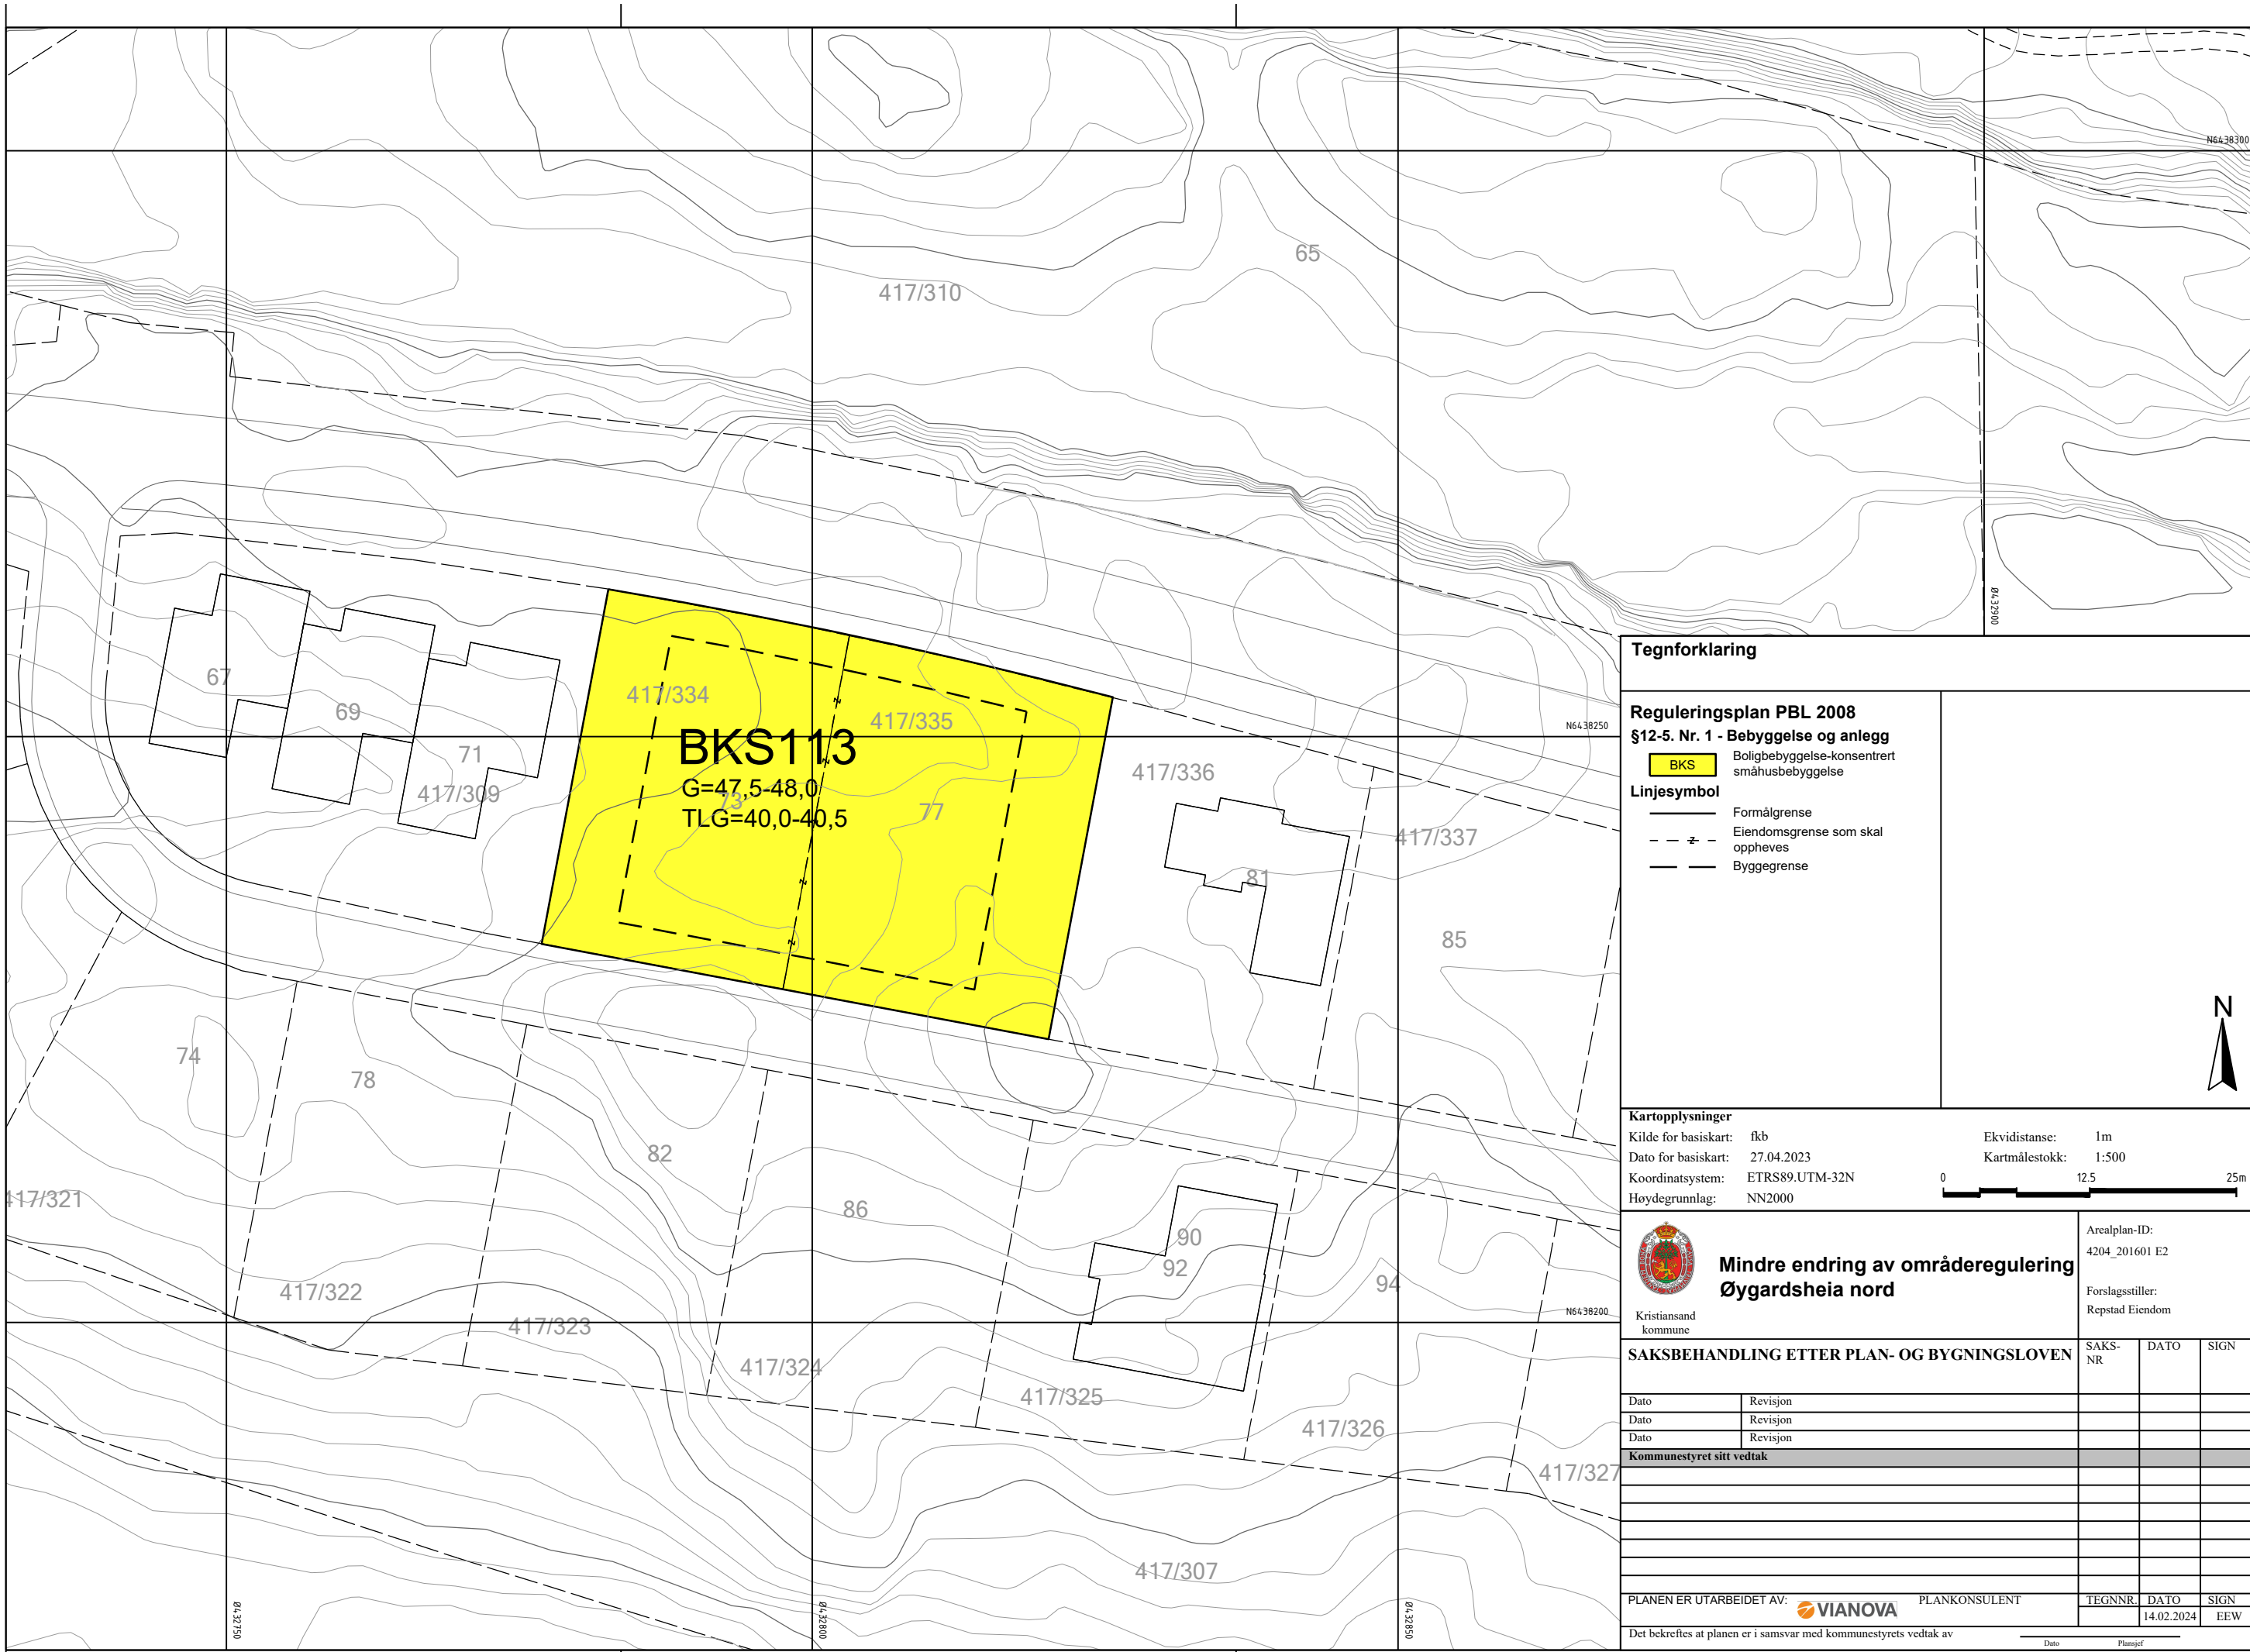 N6438300
65
417/310
Ø432900
67
69
71
417/309
417/334
417/335
BKS113
G=47,5-48,0
73
TLG=40,0-40,5
77
N6438250
417/336
417/337
81
85
74
78
82
86
90
92
94
417/321
417/322
417/323
417/324
417/325
417/326
417/327
417/307
N6438200
Ø432750
Ø432800
Ø432850
Tegnforklaring
Reguleringsplan PBL 2008
§12-5. Nr. 1 - Bebyggelse og anlegg
BKS
Boligbebyggelse-konsentrert
småhusbebyggelse
Linjesymbol
Formålgrense
Eiendomsgrense som skal
oppheves
Byggegrense
N
Kartopplysninger
Kilde for basiskart: fkb
Dato for basiskart: 27.04.2023
Koordinatsystem: ETRS89.UTM-32N
Høydegrunnlag: NN2000
Ekvidistanse: 1m
Kartmålestokk: 1:500
0 12.5 25m
Kristiansand
kommune
Mindre endring av områderegulering
Øygardsheia nord
Arealplan-ID:
4204_201601 E2
Forslagsstiller:
Repstad Eiendom
SAKSBEHANDLING ETTER PLAN- OG BYGNINGSLOVEN
SAKS-
NR
DATO
SIGN
Dato Revisjon
Dato Revisjon
Dato Revisjon
Kommunestyret sitt vedtak
PLANEN ER UTARBEIDET AV: VIANOVA PLANKONSULENT
TEGNNR. DATO SIGN
14.02.2024 EEW
Det bekreftes at planen er i samsvar med kommunestyrets vedtak av
Dato Plansjef